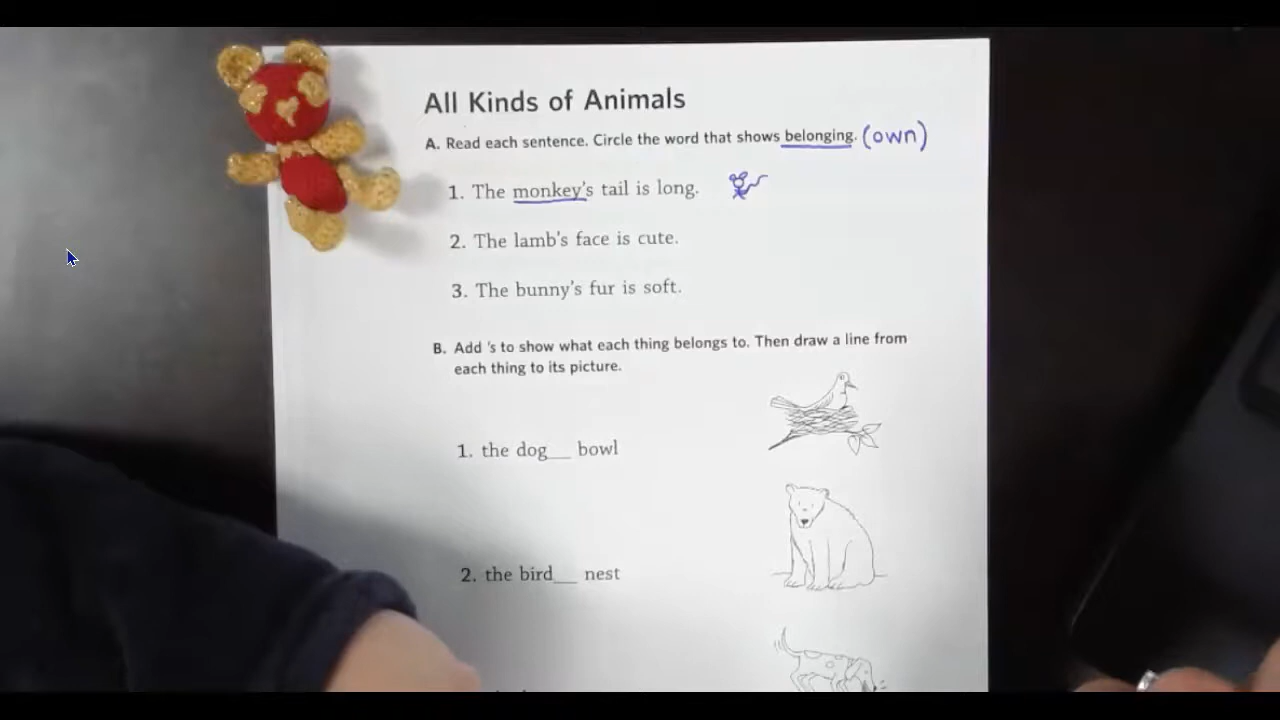 All Kinds of Animals
A. Read each sentence. Circle the word that shows belonging. (own)
1. The monkey's tail is long.
2. The lamb's face is cute.
3. The bunny's fur is soft.
B. Add 's to show what each thing belongs to. Then draw a line from
each thing to its picture.
1. the dog__ bowl
2. the bird__ nest